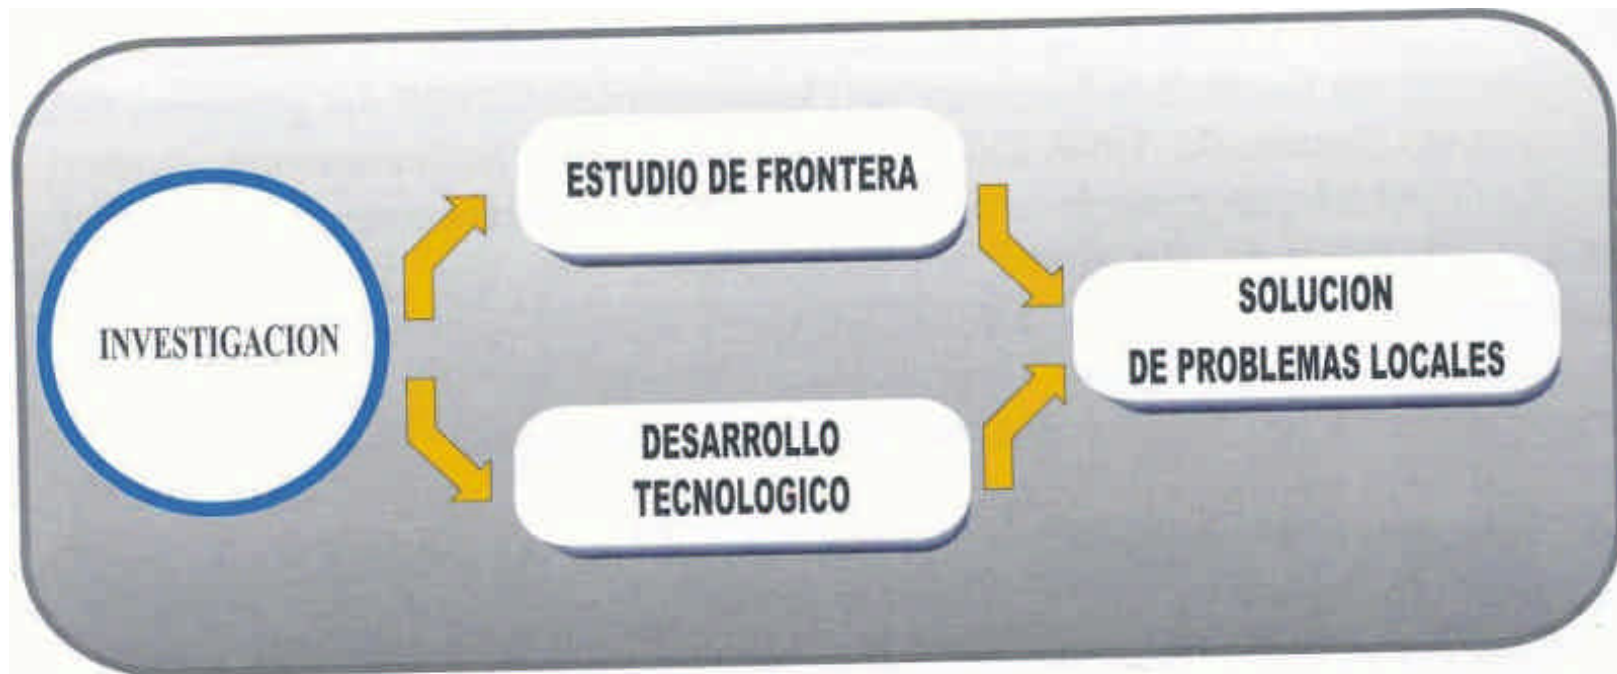 INVESTIGACION
ESTUDIO DE FRONTERA
DESARROLLO
TECNOLOGICO
SOLUCION
DE PROBLEMAS LOCALES